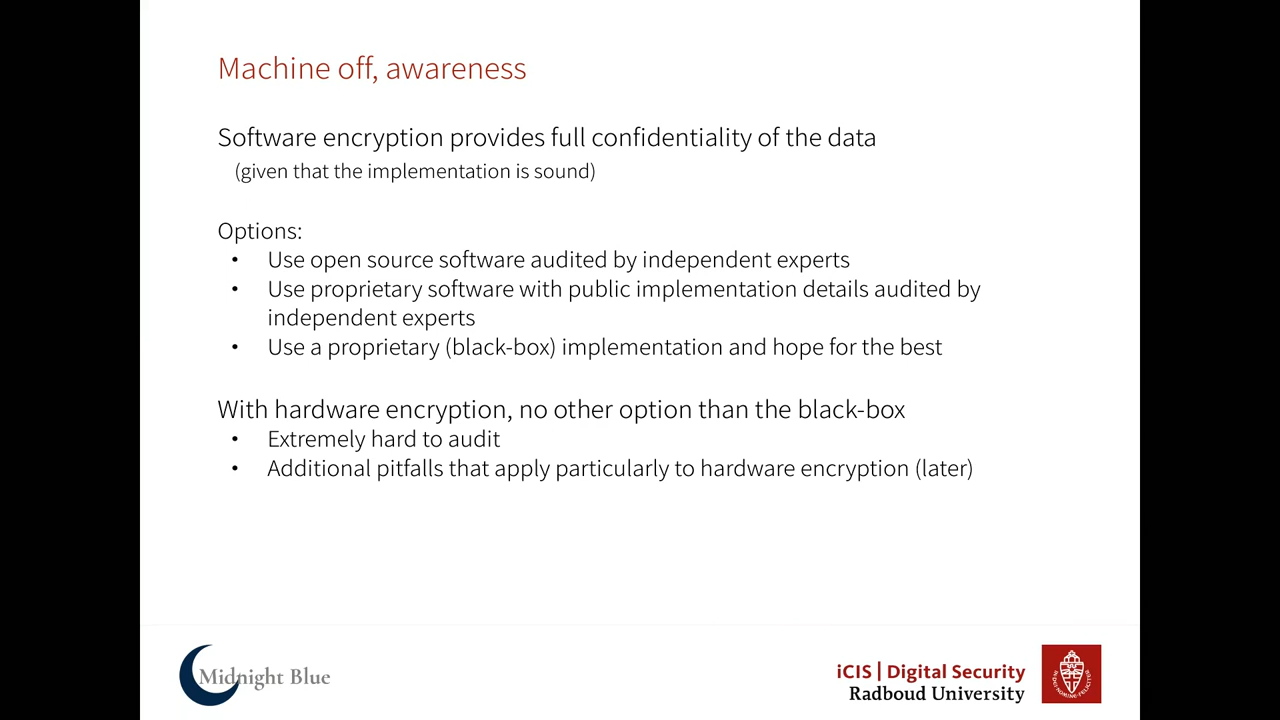 Machine off, awareness
Software encryption provides full confidentiality of the data
(given that the implementation is sound)
Options:
• Use open source software audited by independent experts
• Use proprietary software with public implementation details audited by
independent experts
• Use a proprietary (black-box) implementation and hope for the best
With hardware encryption, no other option than the black-box
• Extremely hard to audit
• Additional pitfalls that apply particularly to hardware encryption (later)
Midnight Blue
iCIS | Digital Security
Radboud University